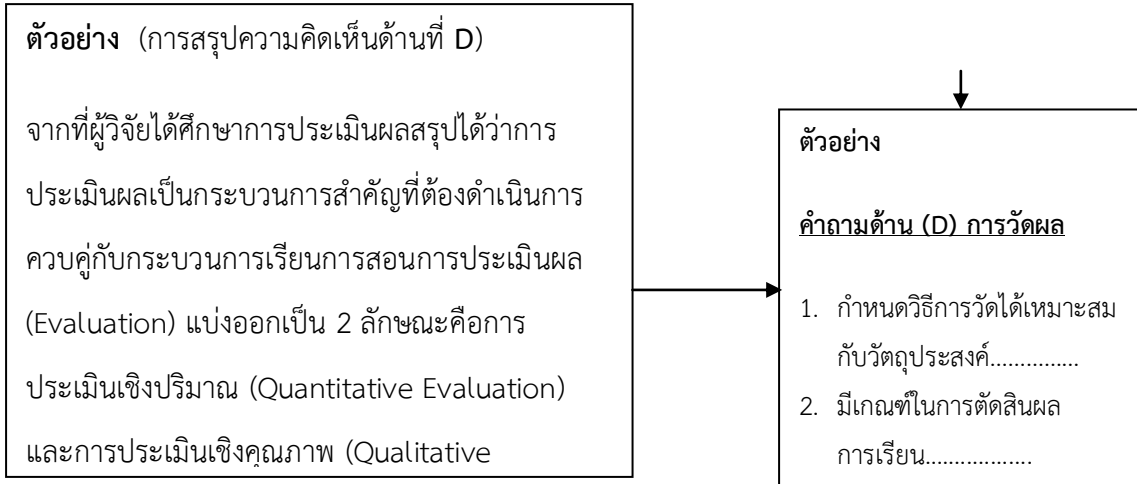 ตัวอย่าง (การสรุปความคิดเห็นด้านที่ D)
จากที่ผู้วิจัยได้ศึกษาการประเมินผลสรุปได้ว่าการ
ประเมินผลเป็นกระบวนการสำคัญที่ต้องดำเนินการ
ควบคู่กับกระบวนการเรียนการสอนการประเมินผล
(Evaluation) แบ่งออกเป็น 2 ลักษณะคือการ
ประเมินเชิงปริมาณ (Quantitative Evaluation)
และการประเมินเชิงคุณภาพ (Qualitative
ตัวอย่าง
คำถามด้าน (D) การวัดผล
1. กำหนดวิธีการวัดได้เหมาะสม
กับวัตถุประสงค์...............
2. มีเกณฑ์ในการตัดสินผล
การเรียน..................